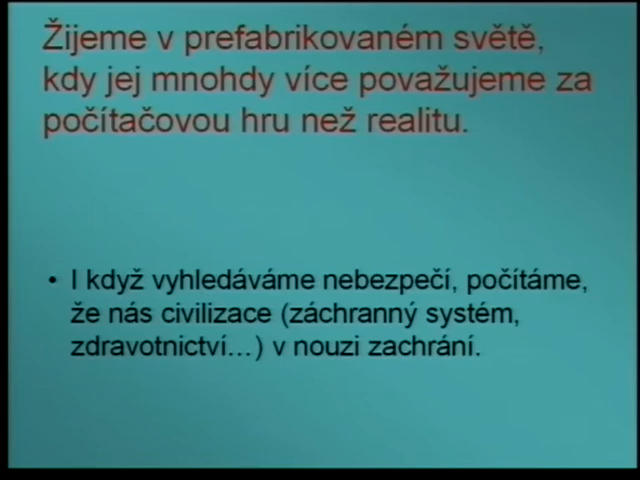 Žijeme v prefabrikovaném světě,
kdy jej mnohdy více považujeme za
počítačovou hru než realitu.
• I když vyhledáváme nebezpečí, počítáme,
že nás civilizace (záchranný systém,
zdravotnictví…) v nouzi zachrání.